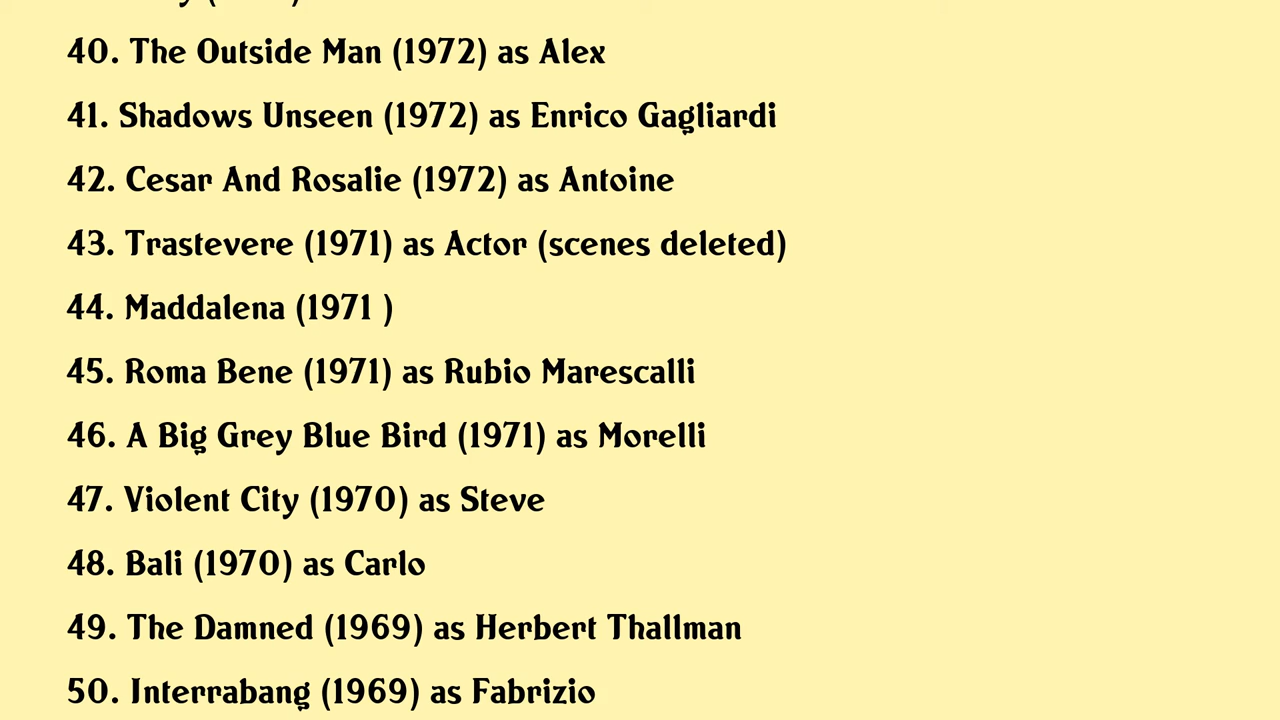 40. The Outside Man (1972) as Alex
41. Shadows Unseen (1972) as Enrico Gagliardi
42. Cesar And Rosalie (1972) as Antoine
43. Trastevere (1971) as Actor (scenes deleted)
44. Maddalena (1971 )
45. Roma Bene (1971) as Rubio Marescalli
46. A Big Grey Blue Bird (1971) as Morelli
47. Violent City (1970) as Steve
48. Bali (1970) as Carlo
49. The Damned (1969) as Herbert Thallman
50. Interrabang (1969) as Fabrizio